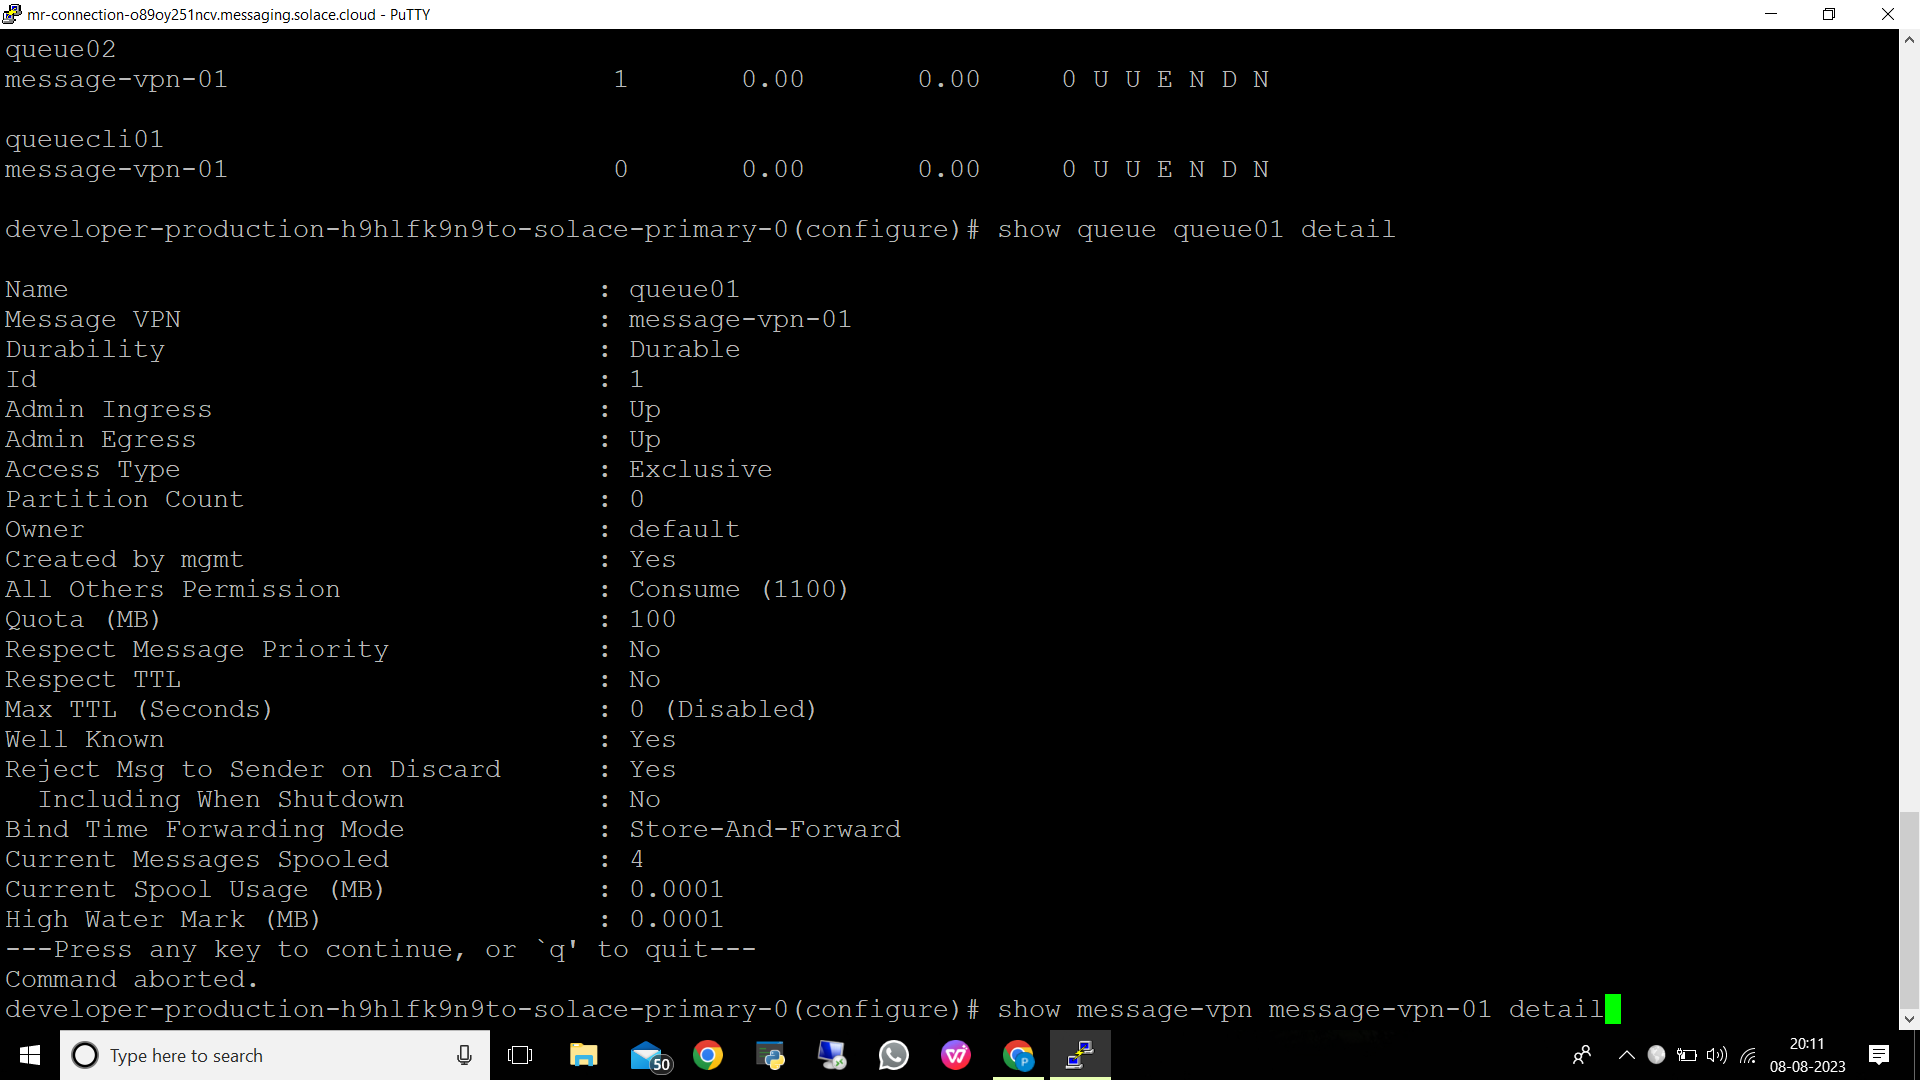 mr-connection-o89oy251ncv.messaging.solace.cloud - PuTTY
queue02
message-vpn-01 1 0.00 0.00 0 U U E N D N
queuecli01
message-vpn-01 0 0.00 0.00 0 U U E N D N
developer-production-h9hlfk9n9to-solace-primary-0(configure)# show queue queue01 detail
Name : queue01
Message VPN : message-vpn-01
Durability : Durable
Id : 1
Admin Ingress : Up
Admin Egress : Up
Access Type : Exclusive
Partition Count : 0
Owner : default
Created by mgmt : Yes
All Others Permission : Consume (1100)
Quota (MB) : 100
Respect Message Priority : No
Respect TTL : No
Max TTL (Seconds) : 0 (Disabled)
Well Known : Yes
Reject Msg to Sender on Discard : Yes
  Including When Shutdown : No
Bind Time Forwarding Mode : Store-And-Forward
Current Messages Spooled : 4
Current Spool Usage (MB) : 0.0001
High Water Mark (MB) : 0.0001
---Press any key to continue, or `q' to quit---
Command aborted.
developer-production-h9hlfk9n9to-solace-primary-0(configure)# show message-vpn message-vpn-01 detail
Type here to search
50
P
20:11
08-08-2023